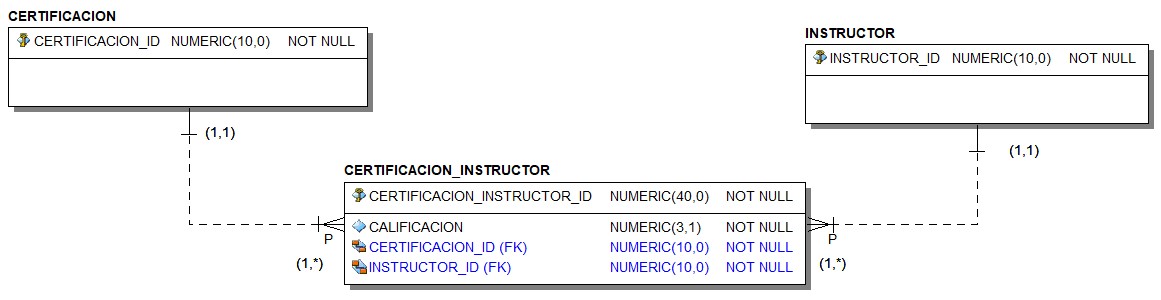 CERTIFICACION
CERTIFICACION_ID NUMERIC(10,0) NOT NULL
(1,1)
INSTRUCTOR
INSTRUCTOR_ID NUMERIC(10,0) NOT NULL
(1,1)
CERTIFICACION_INSTRUCTOR
CERTIFICACION_INSTRUCTOR_ID NUMERIC(40,0) NOT NULL
CALIFICACION NUMERIC(3,1) NOT NULL
CERTIFICACION_ID (FK) NUMERIC(10,0) NOT NULL
INSTRUCTOR_ID (FK) NUMERIC(10,0) NOT NULL
P
(1,*)
P
(1,*)